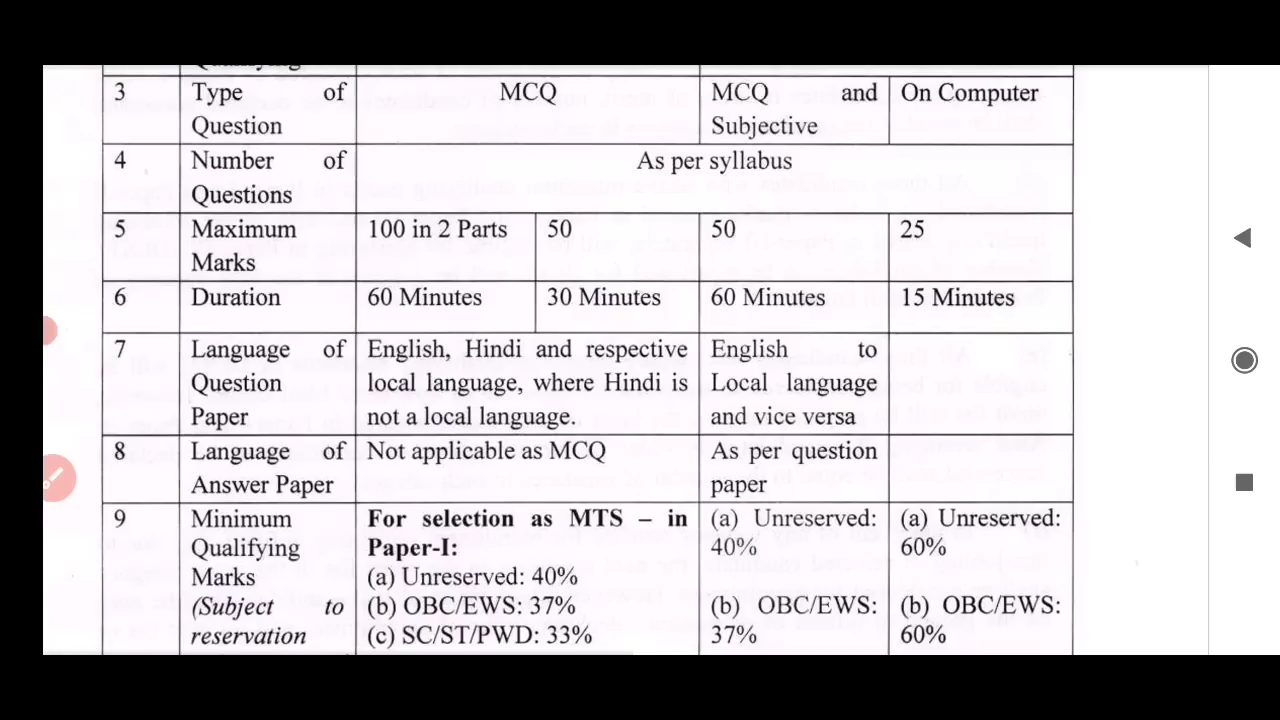 3 Type of MCQ MCQ and On Computer
Question Subjective
4 Number of As per syllabus
Questions
5 Maximum 100 in 2 Parts 50 50 25
Marks
6 Duration 60 Minutes 30 Minutes 60 Minutes 15 Minutes
7 Language of English, Hindi and respective English to
Question local language, where Hindi is Local language
Paper not a local language. and vice versa
8 Language of Not applicable as MCQ As per question
Answer Paper paper
9 Minimum For selection as MTS – in (a) Unreserved: (a) Unreserved:
Qualifying Paper-I: 40% 60%
Marks (a) Unreserved: 40%
(Subject to (b) OBC/EWS: 37% (b) OBC/EWS: (b) OBC/EWS:
reservation (c) SC/ST/PWD: 33% 37% 60%